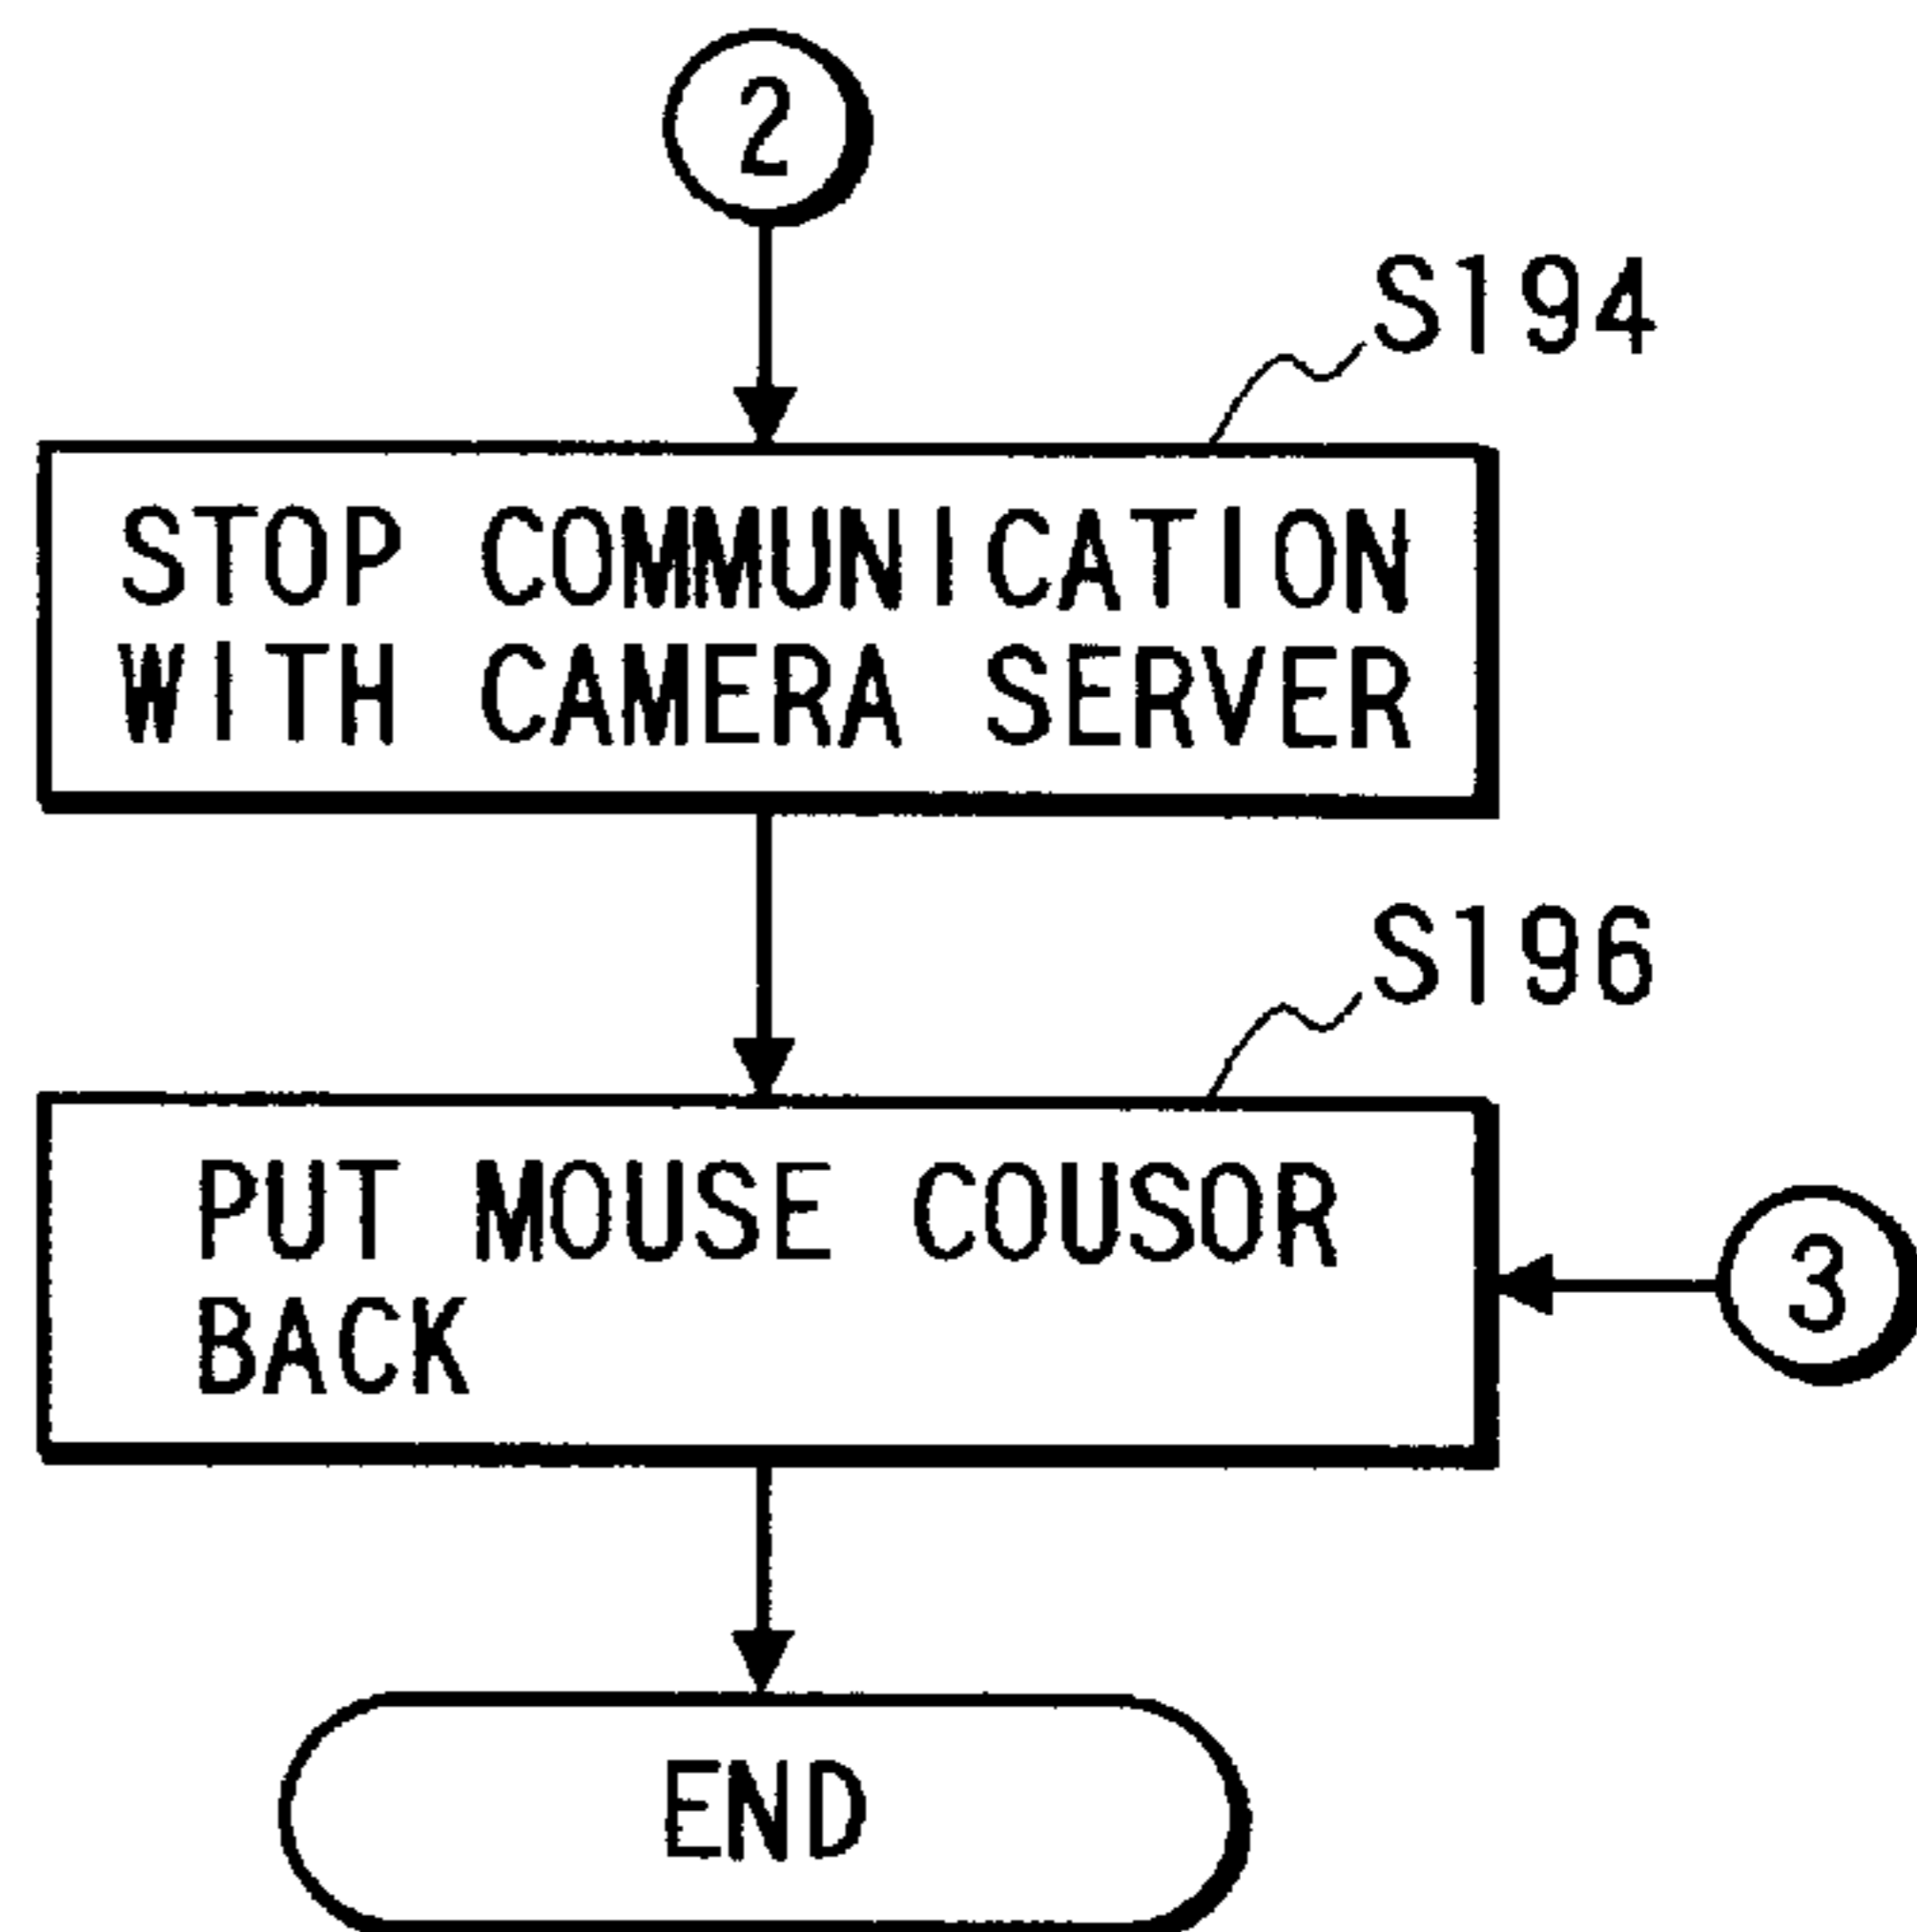 2
S194
STOP COMMUNICATION
WITH CAMERA SERVER
S196
PUT MOUSE COUSOR
BACK
3
END